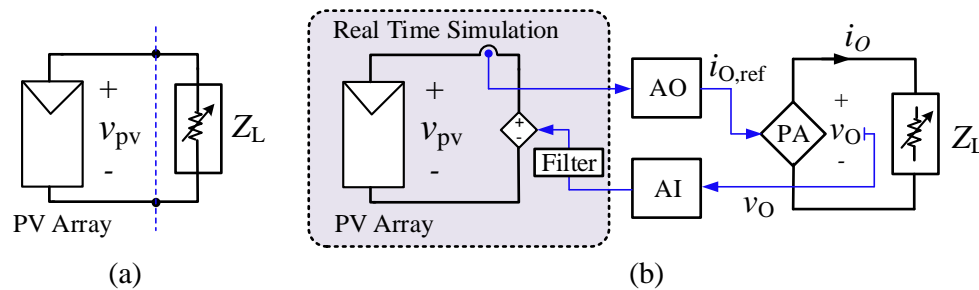 +
v_pv
-
Z_L
PV Array
(a)
Real Time Simulation
+
v_pv
-
+
-
Filter
PV Array
AO
i_O,ref
AI
v_O
PA
i_O
+
v_O
-
Z_L
(b)